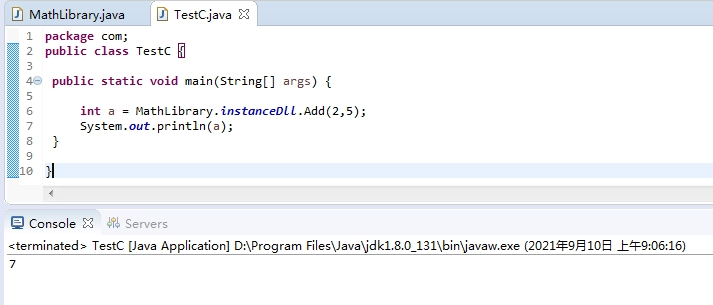 MathLibrary.java TestC.java
1 package com;
2 public class TestC {
3
4 public static void main(String[] args) {
5
6 int a = MathLibrary.instanceDll.Add(2,5);
7 System.out.println(a);
8 }
9
10 }
Console Servers
<terminated> TestC [Java Application] D:\Program Files\Java\jdk1.8.0_131\bin\javaw.exe (2021年9月10日 上午9:06:16)
7